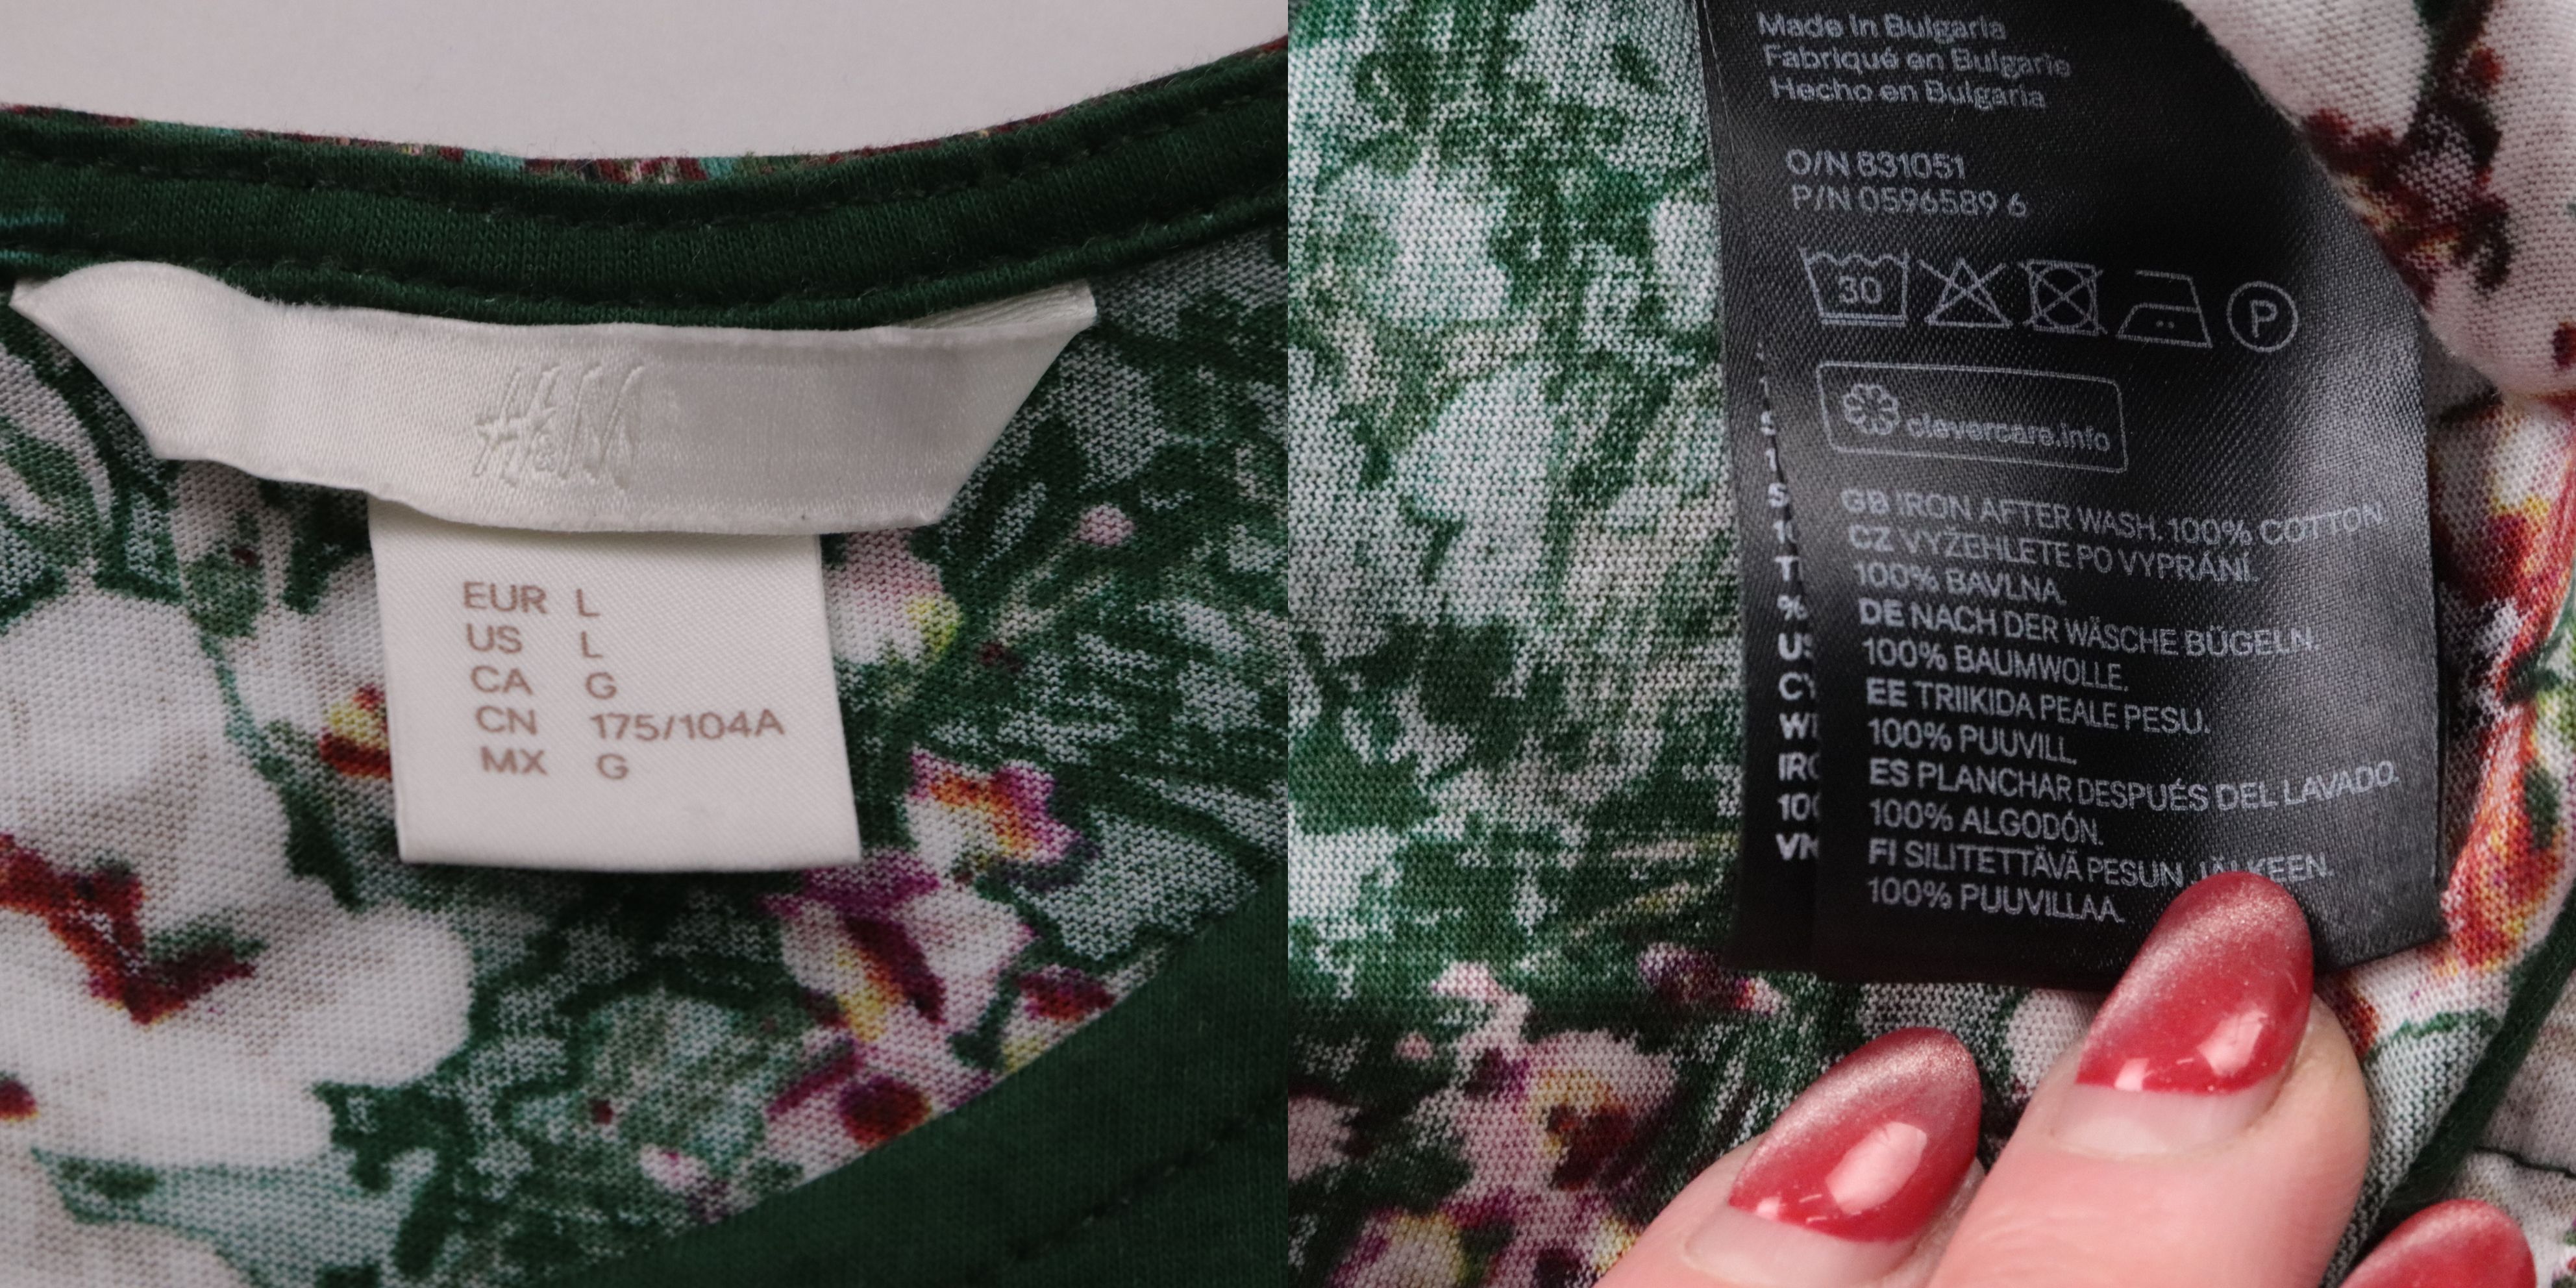 H&M
EUR L
US L
CA G
CN 175/104A
MX G
Made in Bulgaria
Fabriqué en Bulgarie
Hecho en Bulgaria
O/N 831051
P/N 0596589 6
30
P
clevercare.info
GB IRON AFTER WASH. 100% COTTON
CZ VYŽEHLETE PO VYPRÁNÍ.
100% BAVLNA.
DE NACH DER WÄSCHE BÜGELN.
100% BAUMWOLLE.
EE TRIIKIDA PEALE PESU.
100% PUUVILL.
ES PLANCHAR DESPUÉS DEL LAVADO.
100% ALGODÓN.
FI SILITETTÄVÄ PESUN JÄLKEEN.
100% PUUVILLAA.